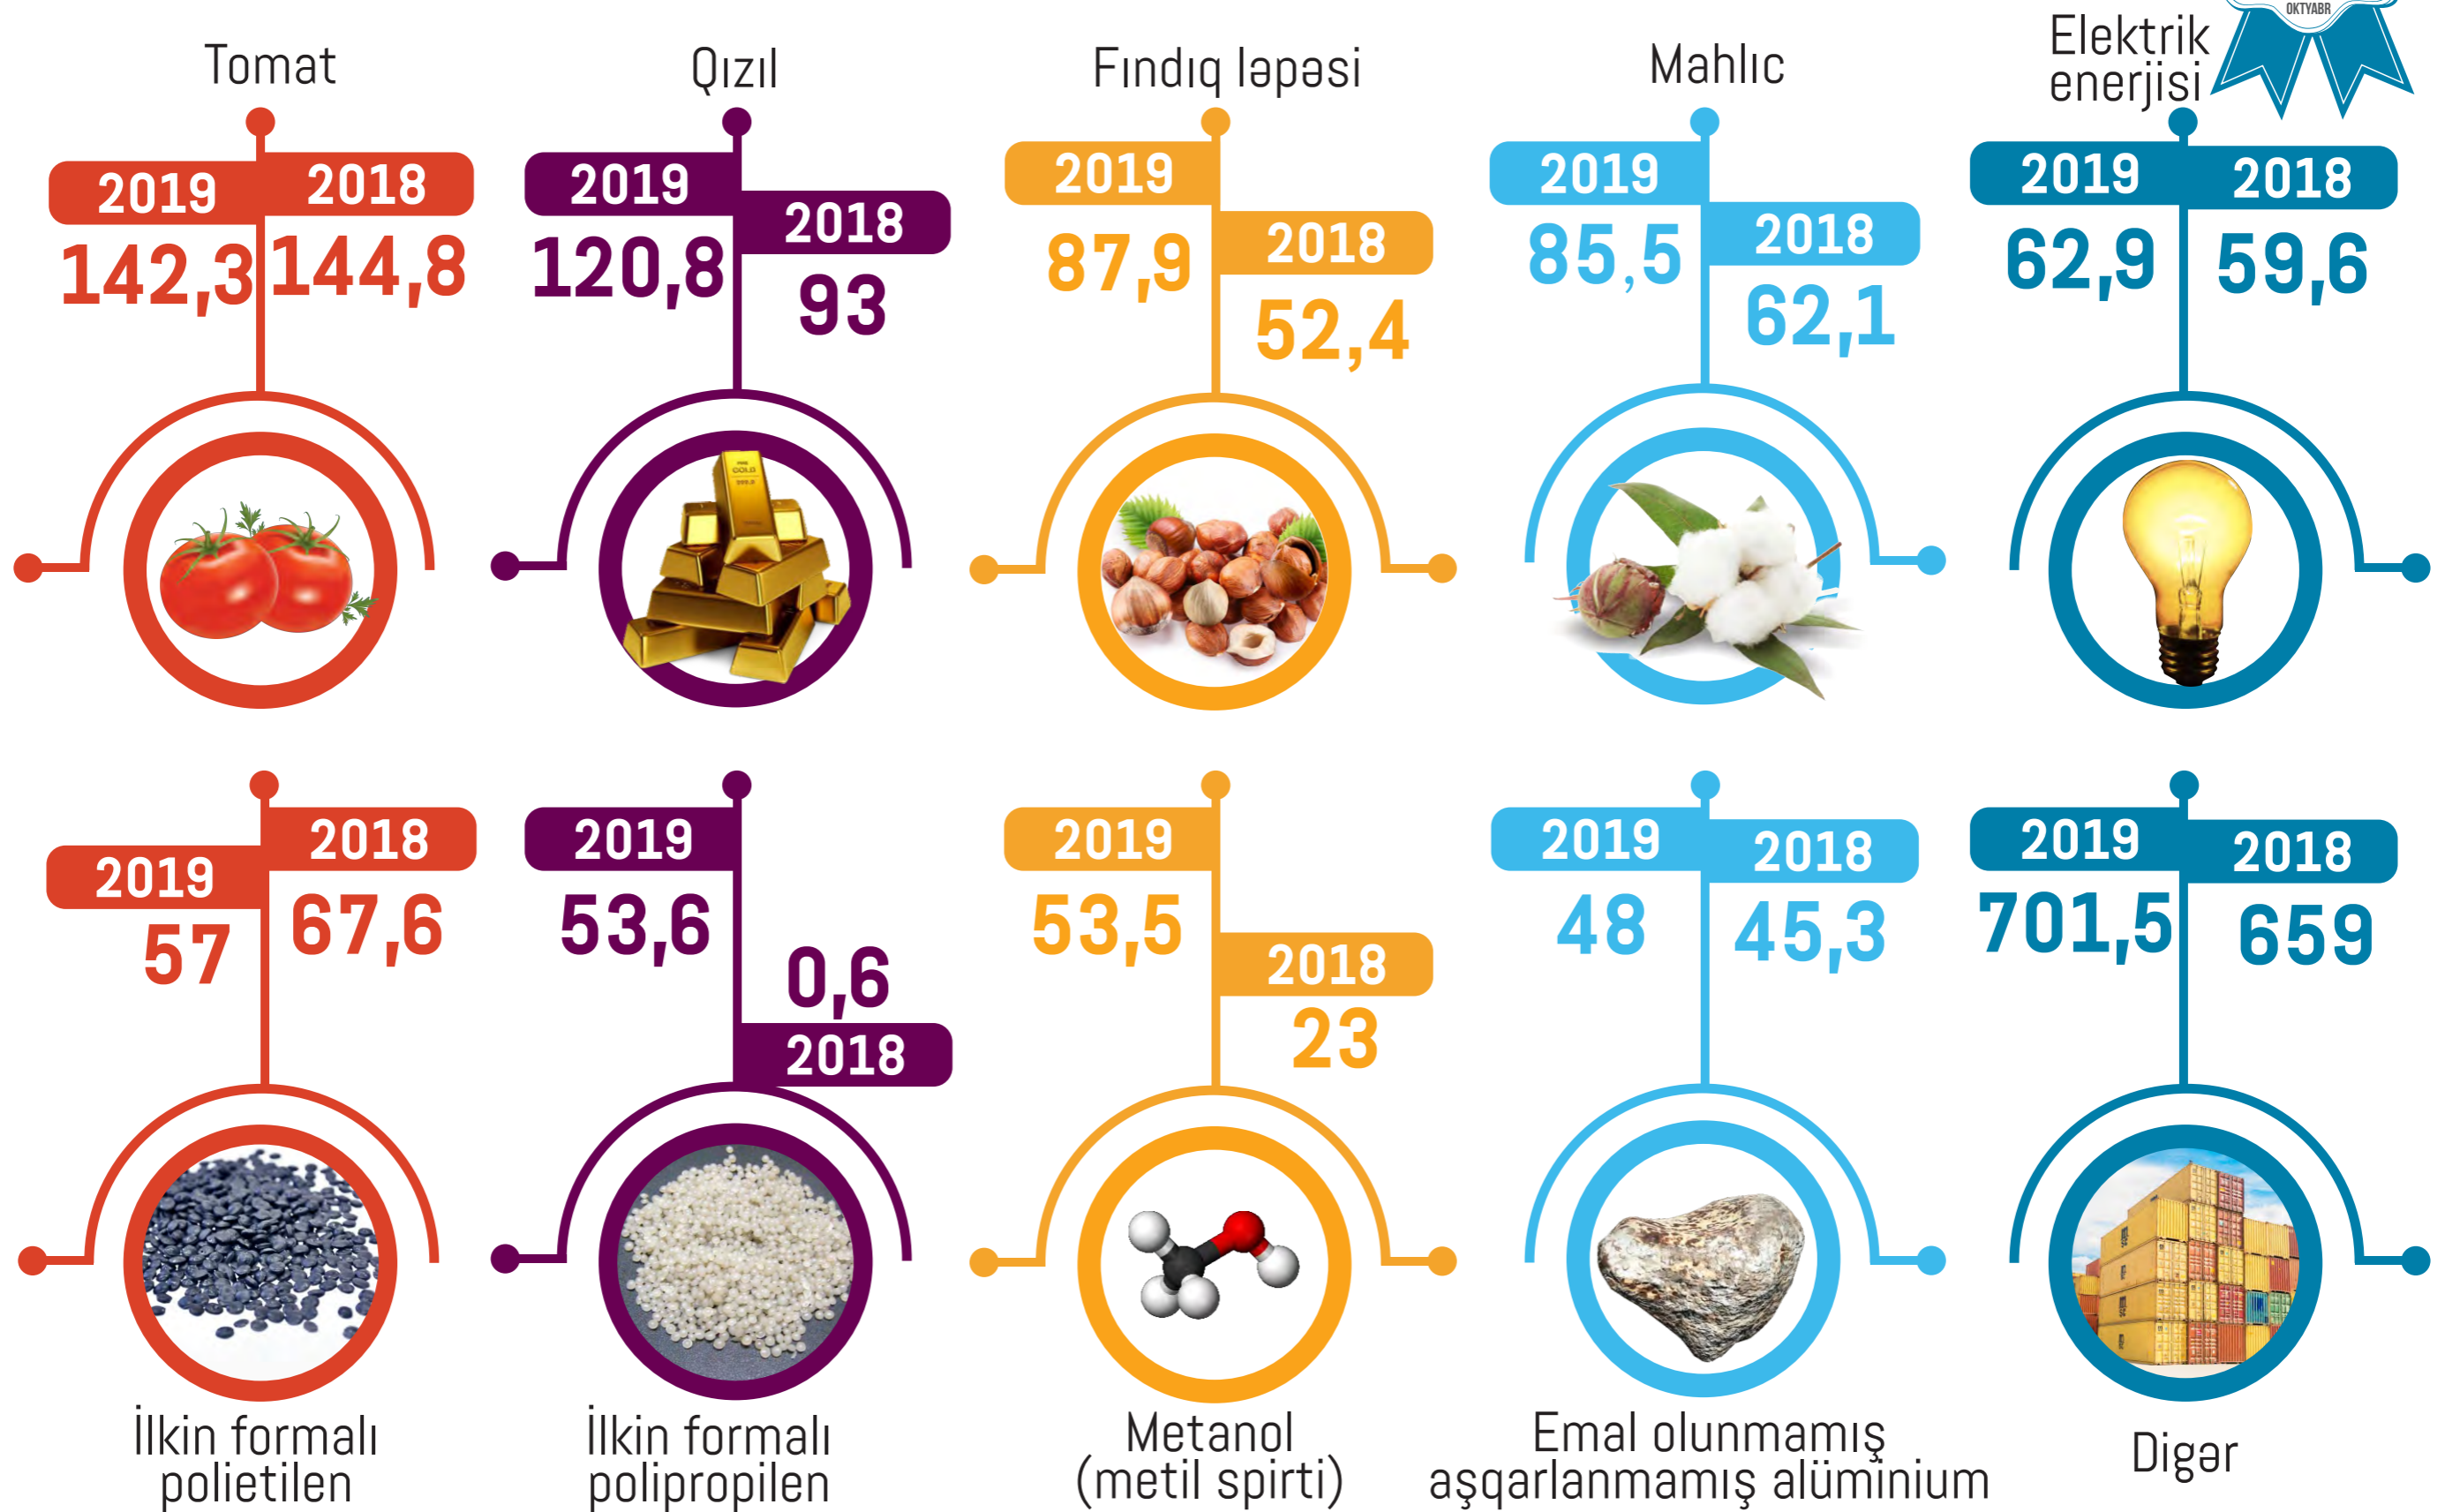 OKTYABR
Tomat
2019
2018
142,3
144,8
Qızıl
2019
2018
120,8
93
Fındıq ləpəsi
2019
2018
87,9
52,4
Mahlıc
2019
2018
85,5
62,1
Elektrik
enerjisi
2019
2018
62,9
59,6
2019
2018
57
67,6
İlkin formalı
polietilen
2019
53,6
0,6
2018
İlkin formalı
polipropilen
2019
53,5
2018
23
Metanol
(metil spirti)
2019
2018
48
45,3
Emal olunmamış
aşqarlanmamış alüminium
2019
2018
701,5
659
Digər